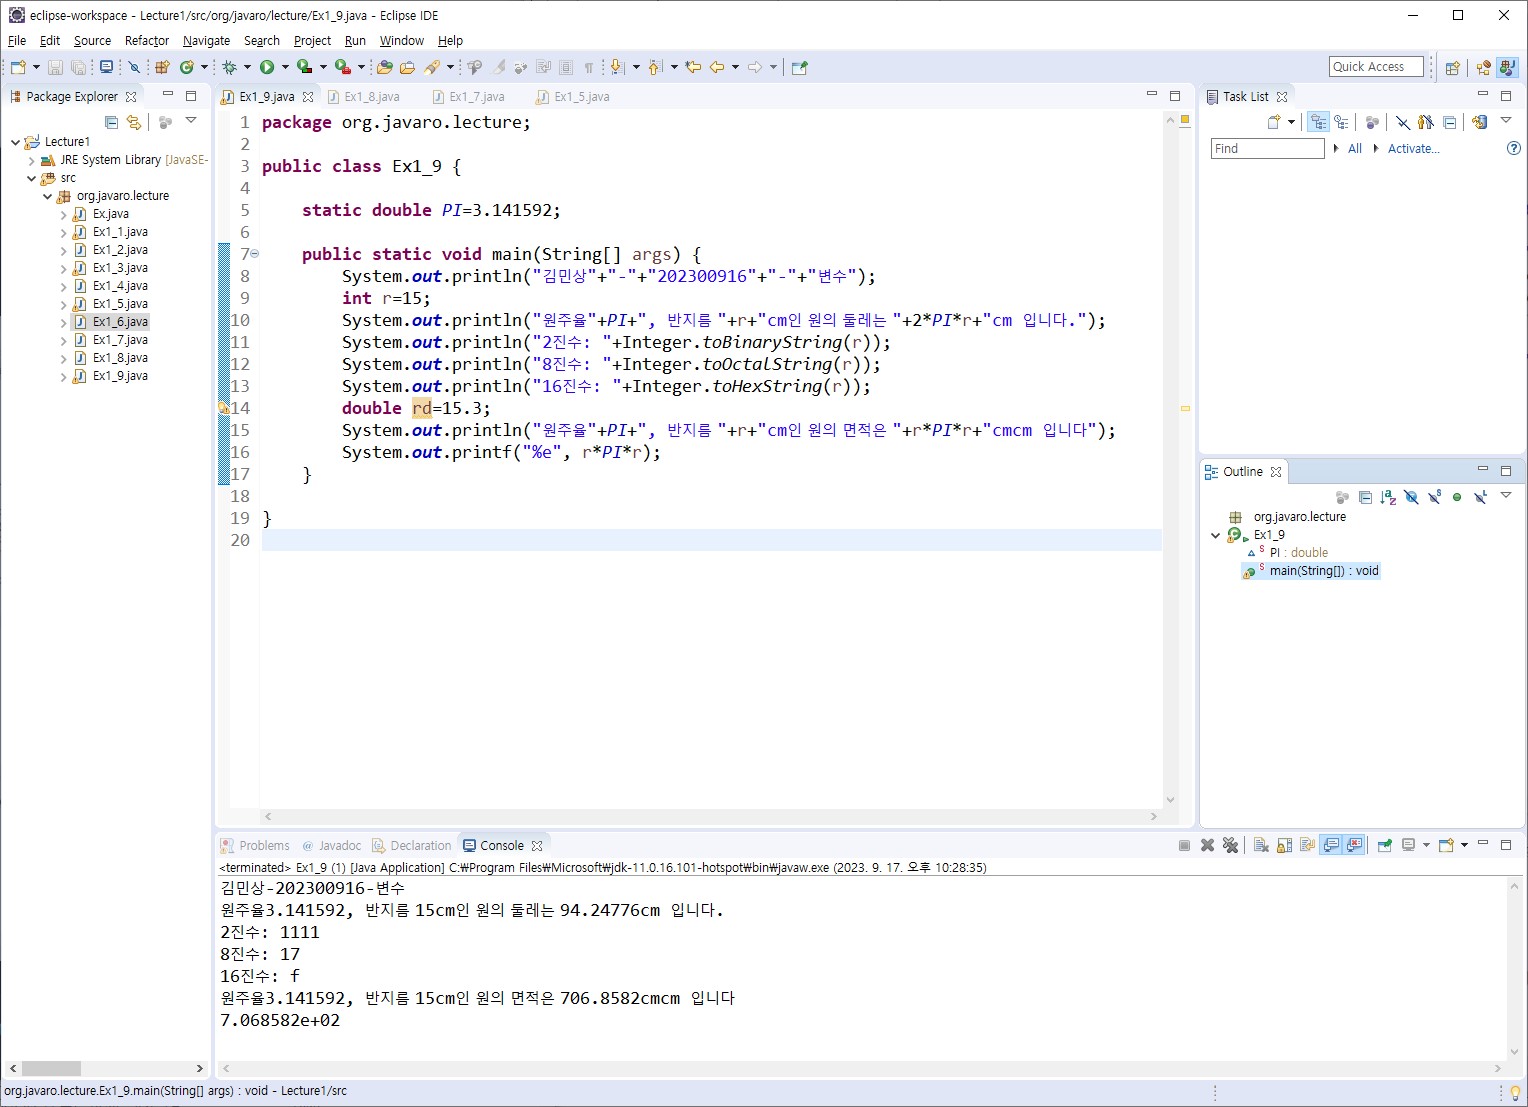 eclipse-workspace - Lecture1/src/org/javaro/lecture/Ex1_9.java - Eclipse IDE
File Edit Source Refactor Navigate Search Project Run Window Help
Quick Access
Package Explorer
Lecture1
JRE System Library [JavaSE-
src
org.javaro.lecture
Ex.java
Ex1_1.java
Ex1_2.java
Ex1_3.java
Ex1_4.java
Ex1_5.java
Ex1_6.java
Ex1_7.java
Ex1_8.java
Ex1_9.java
Ex1_9.java Ex1_8.java Ex1_7.java Ex1_5.java
1 package org.javaro.lecture;
2
3 public class Ex1_9 {
4
5 static double PI=3.141592;
6
7 public static void main(String[] args) {
8 System.out.println("김민상"+"-"+"202300916"+"-"+"변수");
9 int r=15;
10 System.out.println("원주율"+PI+", 반지름 "+r+"cm인 원의 둘레는 "+2*PI*r+"cm 입니다.");
11 System.out.println("2진수: "+Integer.toBinaryString(r));
12 System.out.println("8진수: "+Integer.toOctalString(r));
13 System.out.println("16진수: "+Integer.toHexString(r));
14 double rd=15.3;
15 System.out.println("원주율"+PI+", 반지름 "+r+"cm인 원의 면적은 "+r*PI*r+"cmcm 입니다");
16 System.out.printf("%e", r*PI*r);
17 }
18
19 }
20
Task List
Find All Activate...
Outline
org.javaro.lecture
Ex1_9
PI : double
main(String[]) : void
Problems Javadoc Declaration Console
<terminated> Ex1_9 (1) [Java Application] C:₩Program Files₩Microsoft₩jdk-11.0.16.101-hotspot₩bin₩javaw.exe (2023. 9. 17. 오후 10:28:35)
김민상-202300916-변수
원주율3.141592, 반지름 15cm인 원의 둘레는 94.24776cm 입니다.
2진수: 1111
8진수: 17
16진수: f
원주율3.141592, 반지름 15cm인 원의 면적은 706.8582cmcm 입니다
7.068582e+02
org.javaro.lecture.Ex1_9.main(String[] args) : void - Lecture1/src